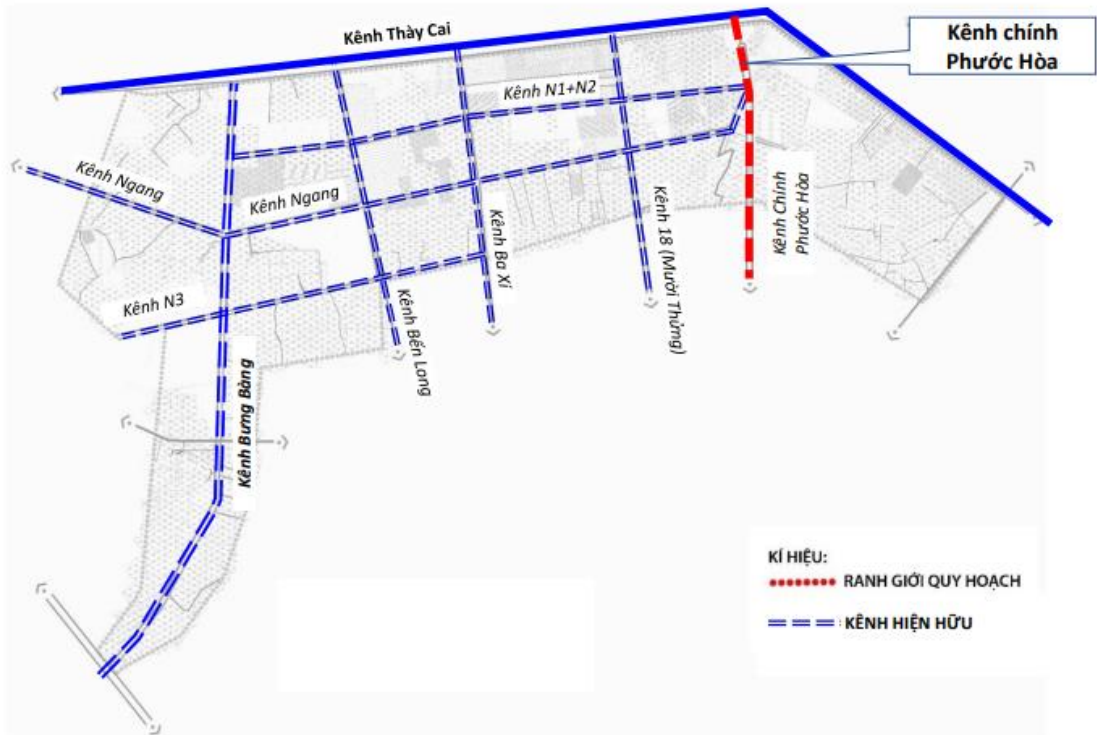 Kênh Thày Cai
Kênh chính
Phước Hòa
Kênh N1+N2
Kênh Ngang
Kênh Ngang
Kênh N3
Kênh Bưng Bàng
Kênh Bến Long
Kênh Ba Xí
Kênh 18 (Mười Thửng)
Kênh Chính
Phước Hòa
KÍ HIỆU:
RANH GIỚI QUY HOẠCH
KÊNH HIỆN HỮU